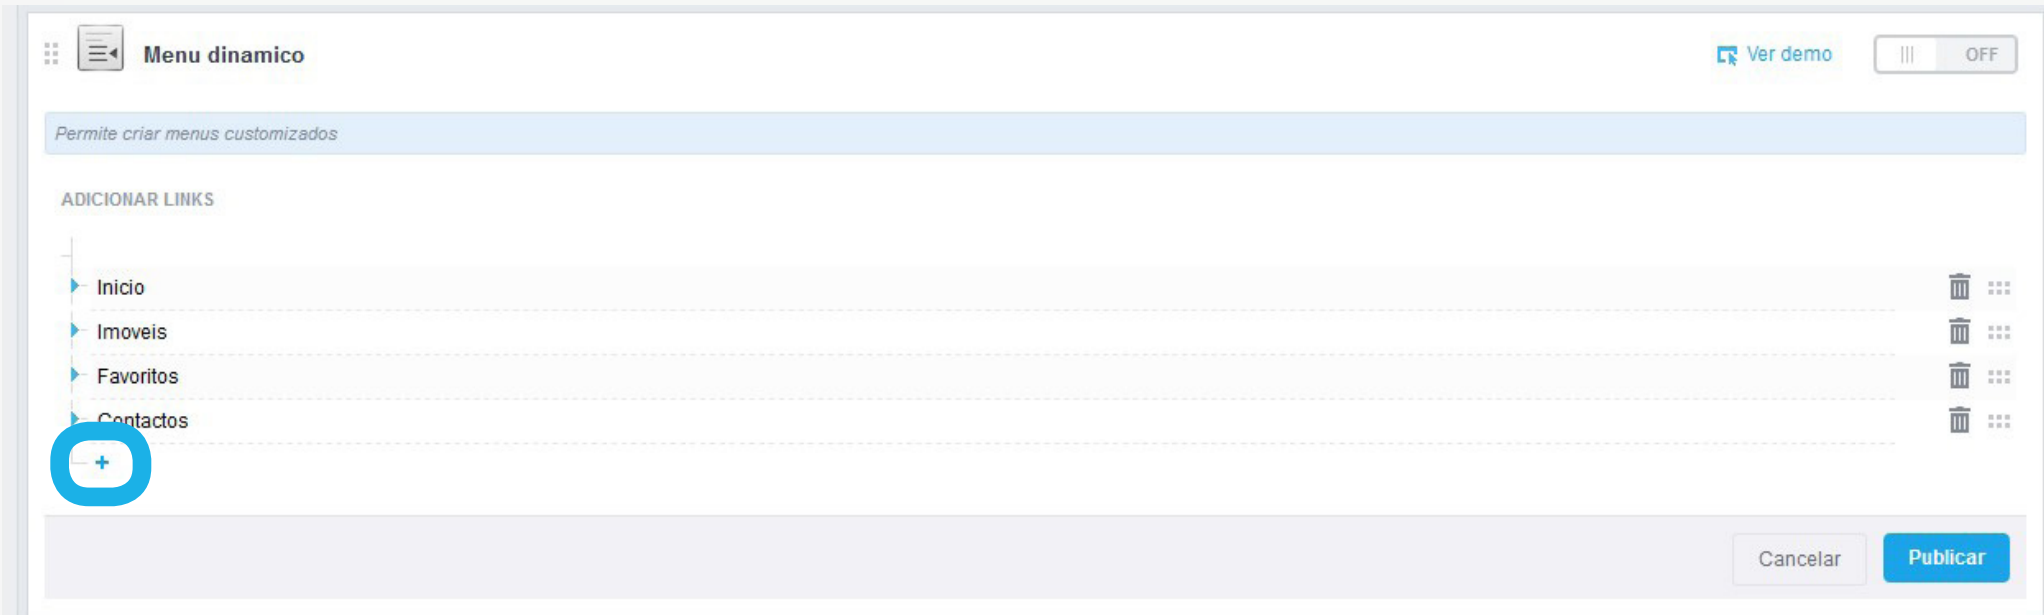 Menu dinamico
Ver demo
OFF
Permite criar menus customizados
ADICIONAR LINKS
Inicio
Imoveis
Favoritos
Contactos
+
Cancelar
Publicar